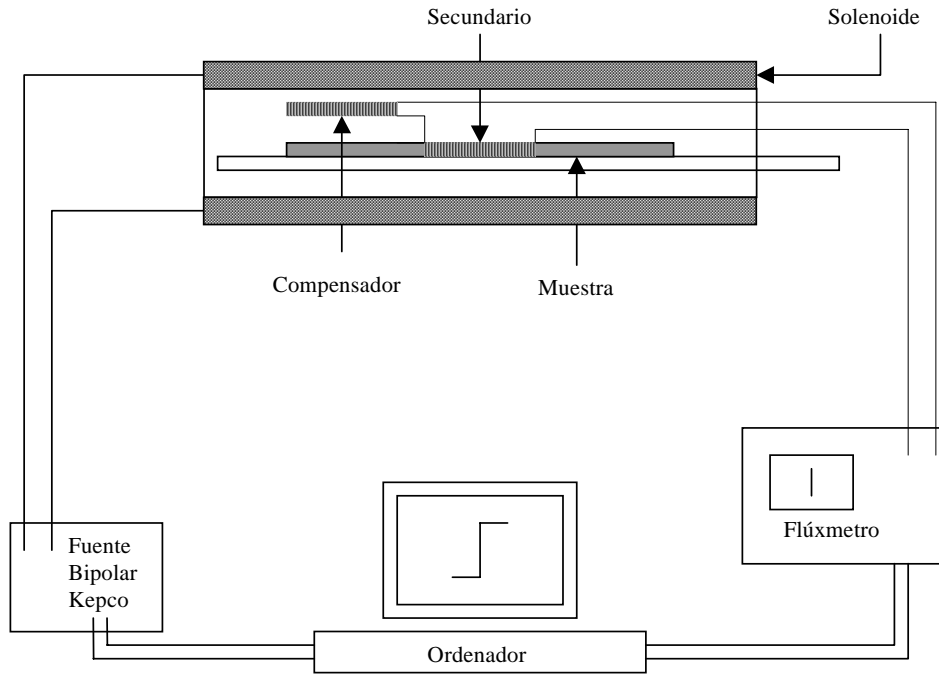 Secundario
Solenoide
Compensador
Muestra
Flúxmetro
Fuente
Bipolar
Kepco
Ordenador